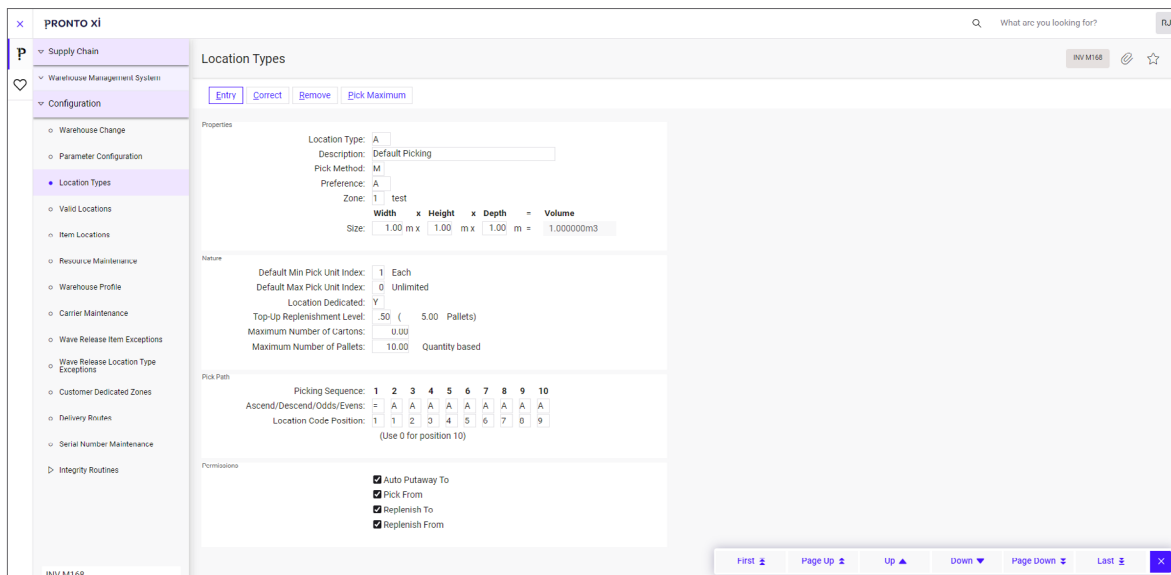 PRONTO Xi
What are you looking for?
RJ
Supply Chain
Warehouse Management System
Configuration
Warehouse Change
Parameter Configuration
Location Types
Valid Locations
Item Locations
Resource Maintenance
Warehouse Profile
Carrier Maintenance
Wave Release Item Exceptions
Wave Release Location Type
Exceptions
Customer Dedicated Zones
Delivery Routes
Serial Number Maintenance
Integrity Routines
INV M168
Location Types
INV M168
Entry Correct Remove Pick Maximum
Properties
Location Type: A
Description: Default Picking
Pick Method: M
Preference: A
Zone: 1 test
Width x Height x Depth = Volume
Size: 1.00 m x 1.00 m x 1.00 m = 1.000000m3
Nature
Default Min Pick Unit Index: 1 Each
Default Max Pick Unit Index: 0 Unlimited
Location Dedicated: Y
Top-Up Replenishment Level: .50 ( 5.00 Pallets)
Maximum Number of Cartons: 0.00
Maximum Number of Pallets: 10.00 Quantity based
Pick Path
Picking Sequence: 1 2 3 4 5 6 7 8 9 10
Ascend/Descend/Odds/Evens: = A A A A A A A A A
Location Code Position: 1 1 2 3 4 5 6 7 8 9
(Use 0 for position 10)
Permissions
Auto Putaway To
Pick From
Replenish To
Replenish From
First Page Up Up Down Page Down Last